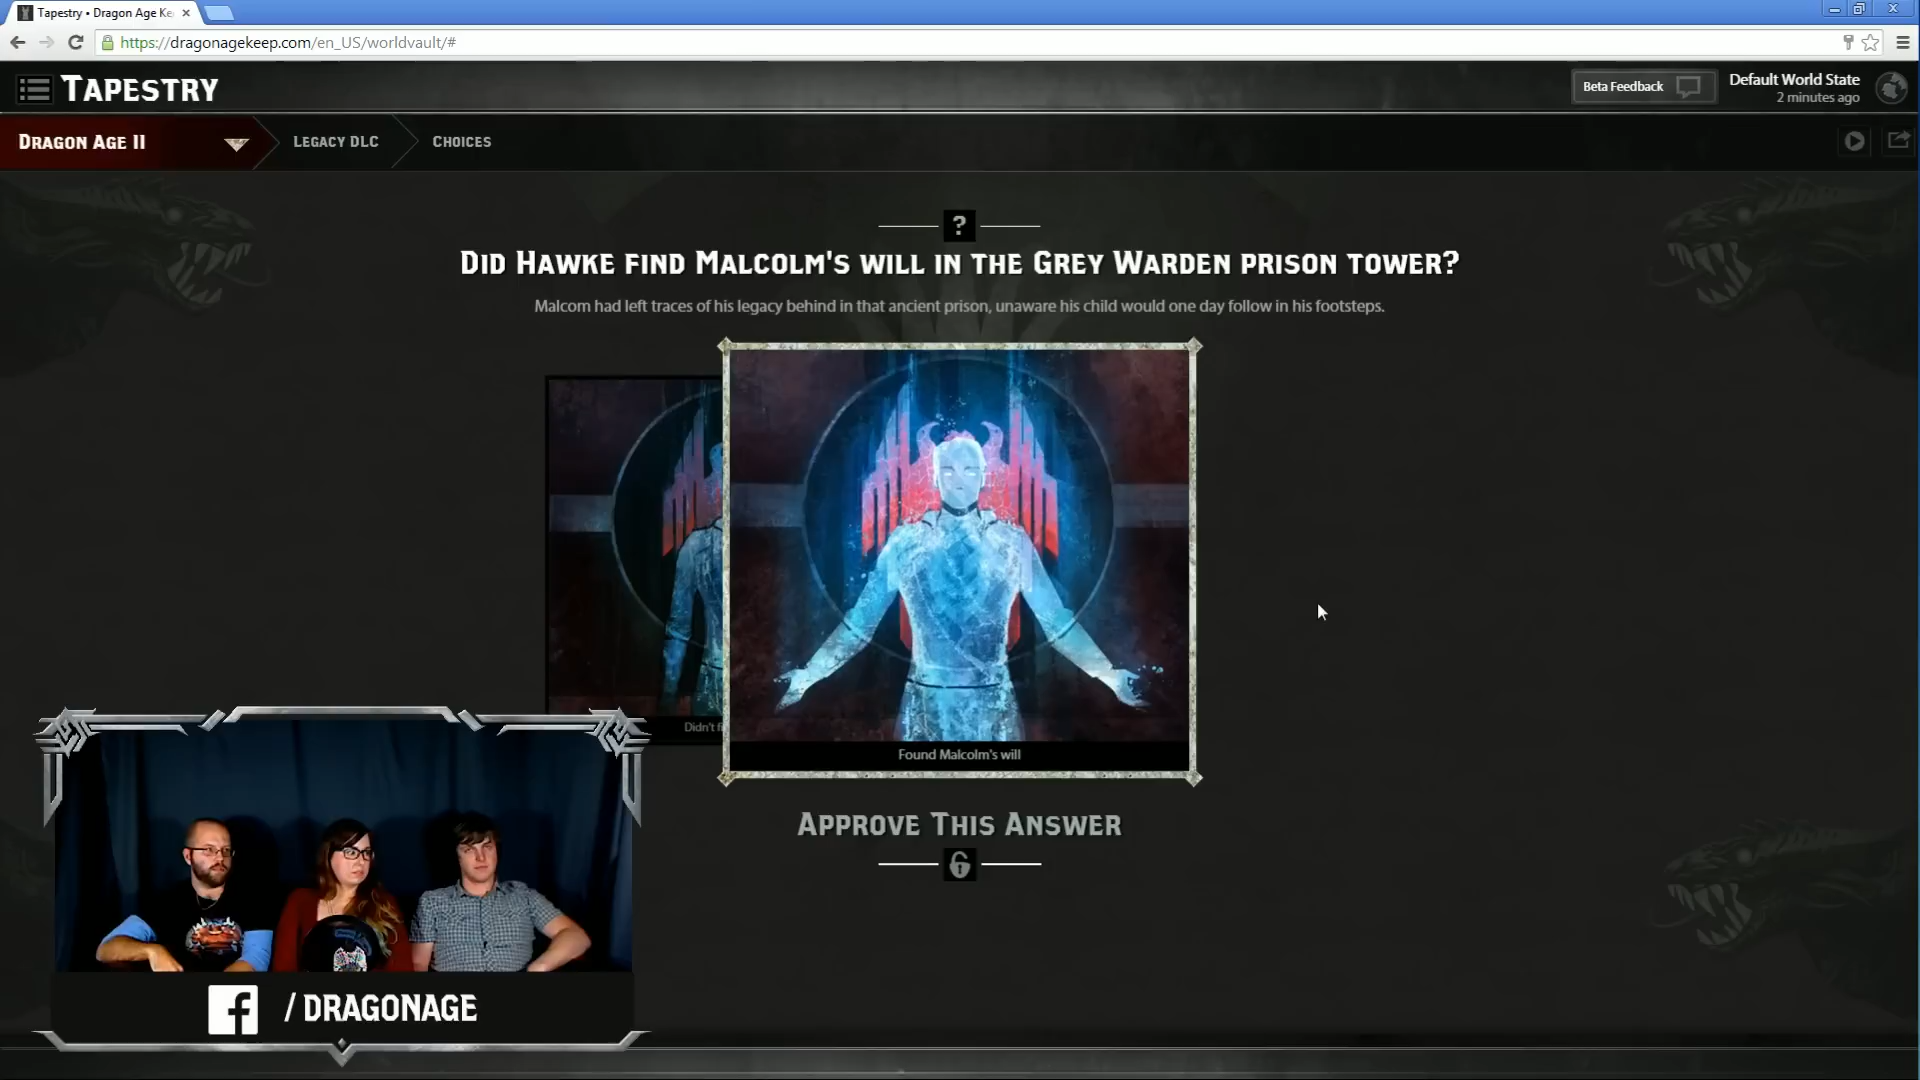 Tapestry • Dragon Age Ke
https://dragonagekeep.com/en_US/worldvault/#
TAPESTRY
Beta Feedback
Default World State
2 minutes ago
DRAGON AGE II
LEGACY DLC
CHOICES
?
DID HAWKE FIND MALCOLM'S WILL IN THE GREY WARDEN PRISON TOWER?
Malcom had left traces of his legacy behind in that ancient prison, unaware his child would one day follow in his footsteps.
Didn't f
Found Malcolm's will
APPROVE THIS ANSWER
f / DRAGONAGE